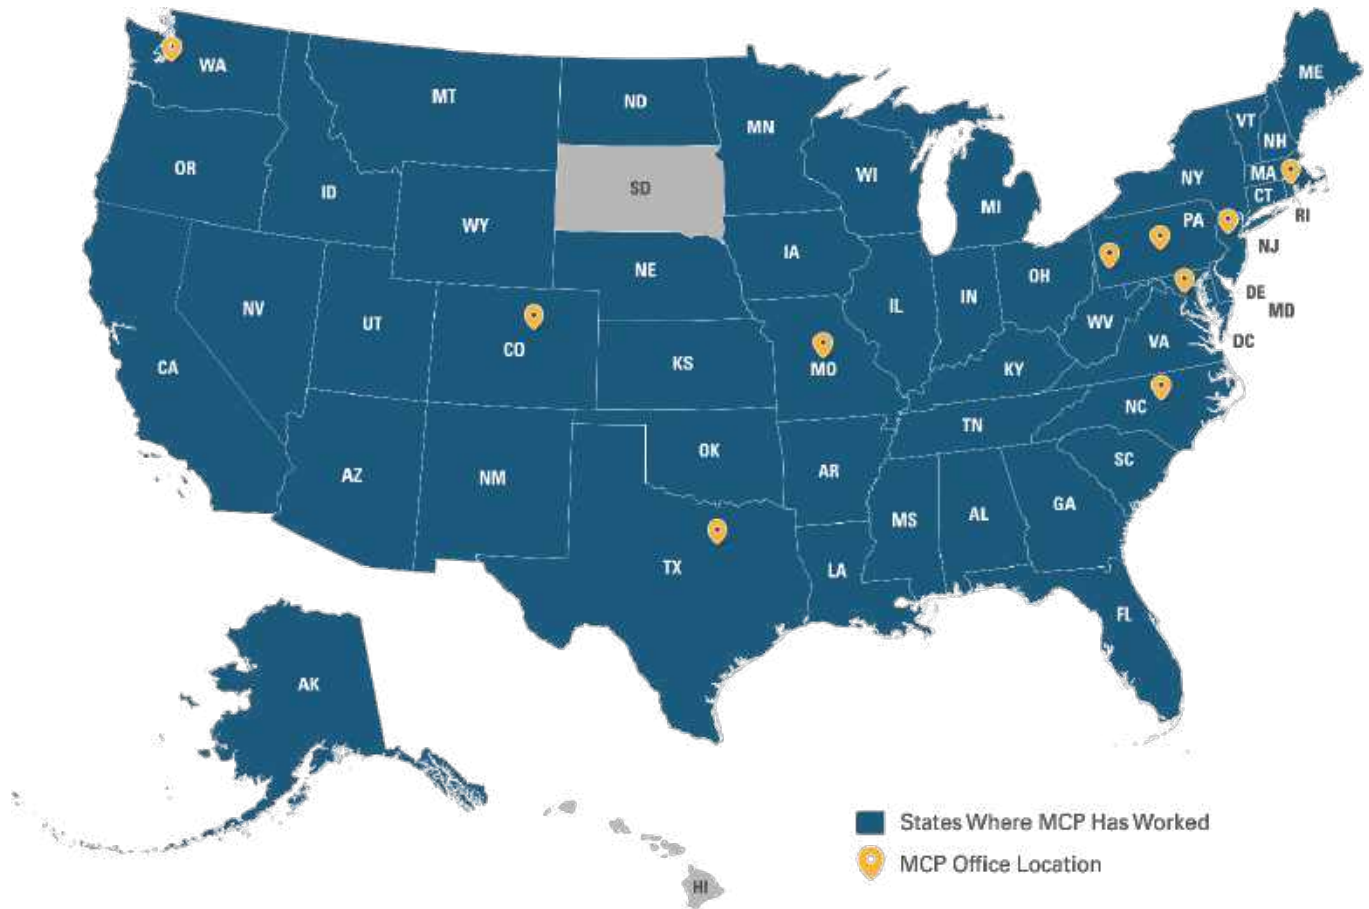 WA
MT
ND
MN
ME
VT
NH
OR
ID
SD
WI
NY
MA
CT
RI
WY
MI
PA
NJ
NE
IA
OH
DE
MD
NV
UT
CO
IL
IN
WV
VA
DC
CA
KS
MO
KY
NC
TN
AZ
NM
OK
AR
SC
MS
AL
GA
TX
LA
FL
AK
States Where MCP Has Worked
MCP Office Location
HI